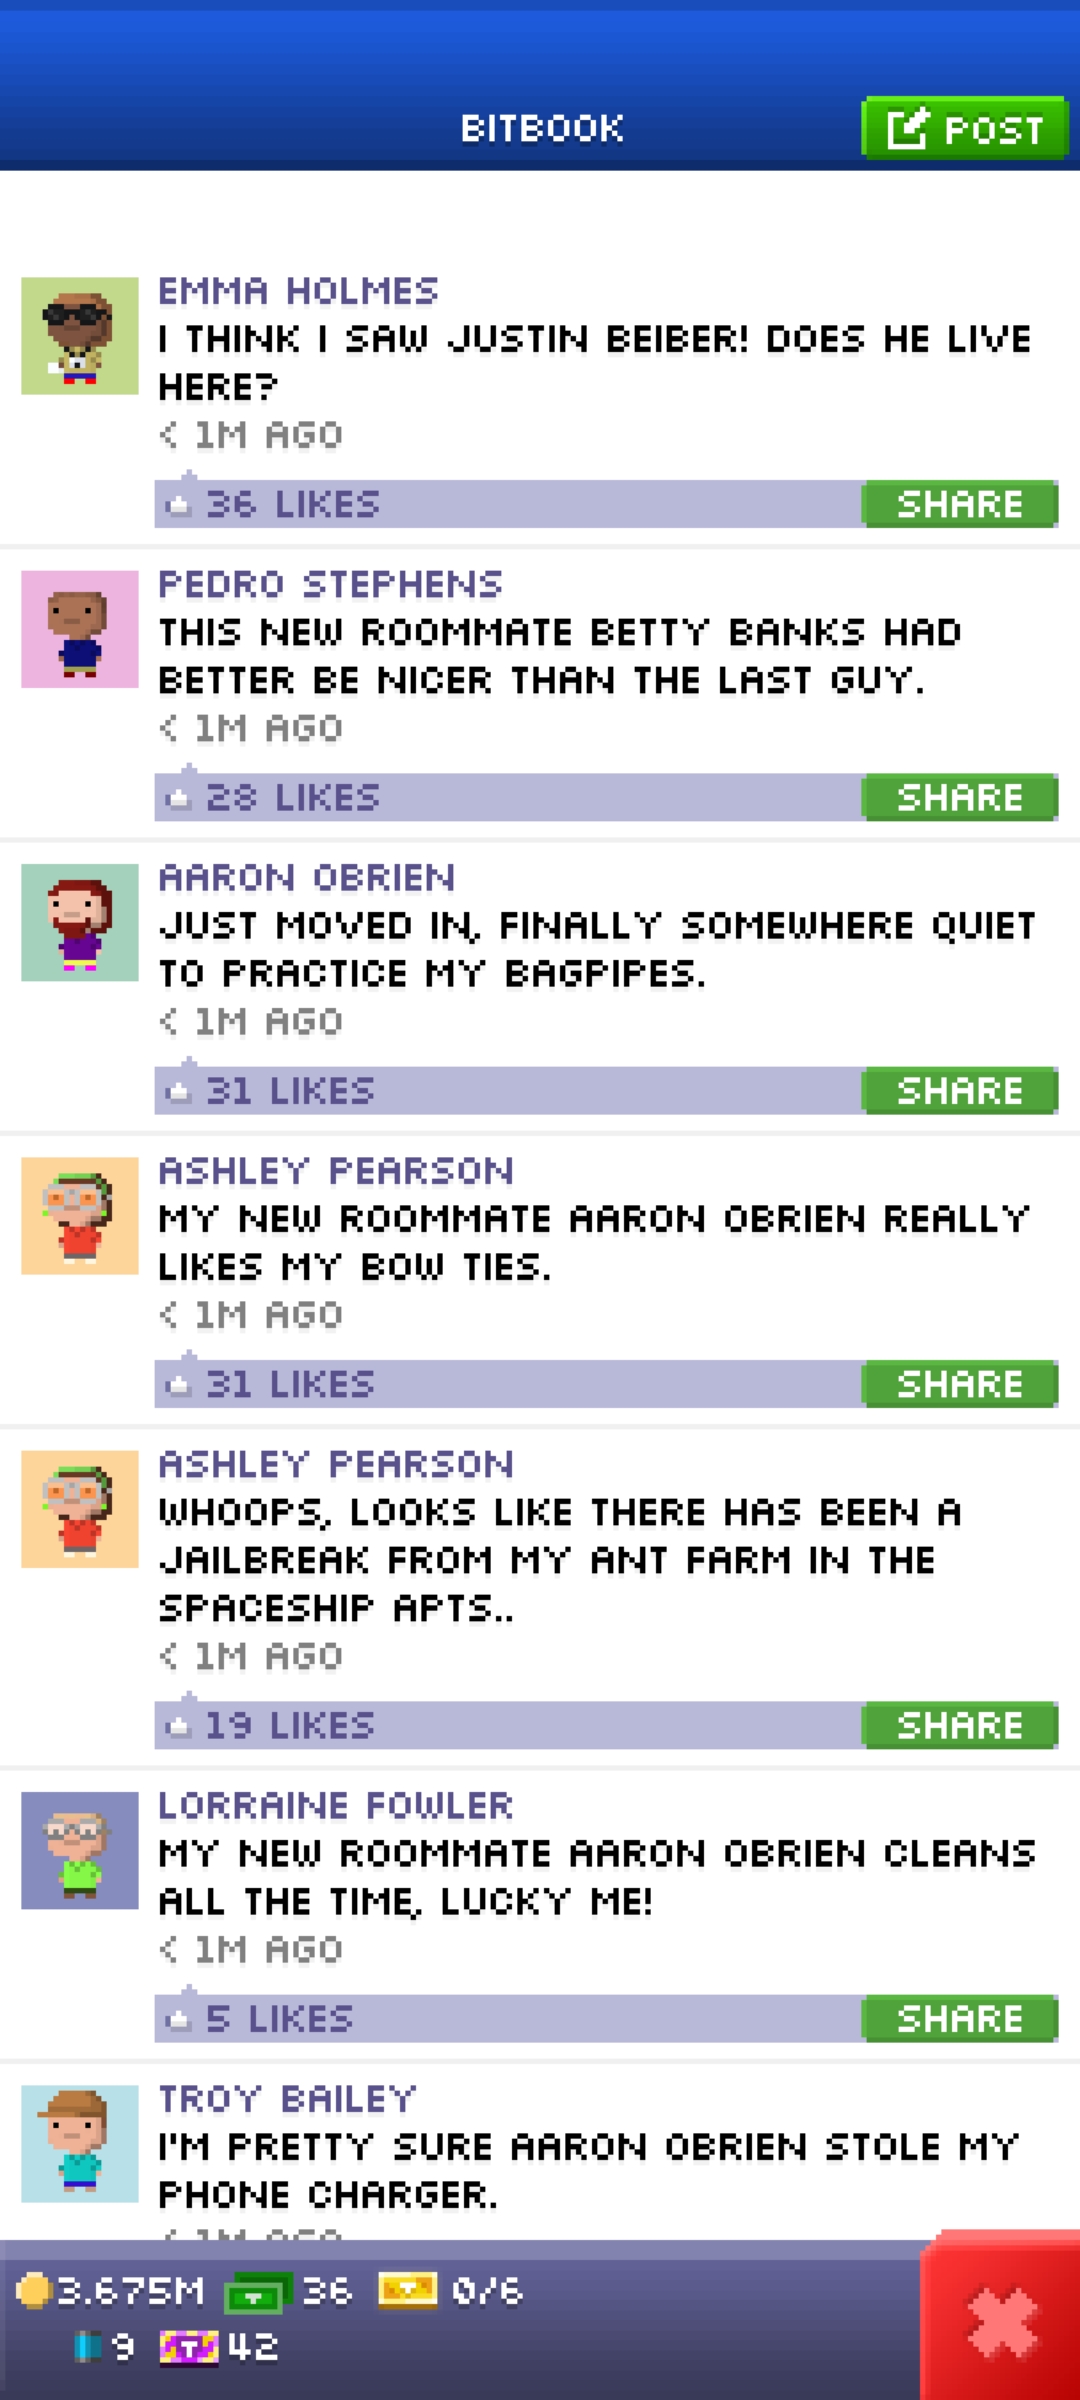 BITBOOK
POST
EMMA HOLMES
I THINK I SAW JUSTIN BEIBER! DOES HE LIVE
HERE?
< 1M AGO
36 LIKES
SHARE
PEDRO STEPHENS
THIS NEW ROOMMATE BETTY BANKS HAD
BETTER BE NICER THAN THE LAST GUY.
< 1M AGO
28 LIKES
SHARE
AARON OBRIEN
JUST MOVED IN, FINALLY SOMEWHERE QUIET
TO PRACTICE MY BAGPIPES.
< 1M AGO
31 LIKES
SHARE
ASHLEY PEARSON
MY NEW ROOMMATE AARON OBRIEN REALLY
LIKES MY BOW TIES.
< 1M AGO
31 LIKES
SHARE
ASHLEY PEARSON
WHOOPS, LOOKS LIKE THERE HAS BEEN A
JAILBREAK FROM MY ANT FARM IN THE
SPACESHIP APTS..
< 1M AGO
19 LIKES
SHARE
LORRAINE FOWLER
MY NEW ROOMMATE AARON OBRIEN CLEANS
ALL THE TIME, LUCKY ME!
< 1M AGO
5 LIKES
SHARE
TROY BAILEY
I'M PRETTY SURE AARON OBRIEN STOLE MY
PHONE CHARGER.
< 1M AGO
3.675M 36 0/6
9 T 42